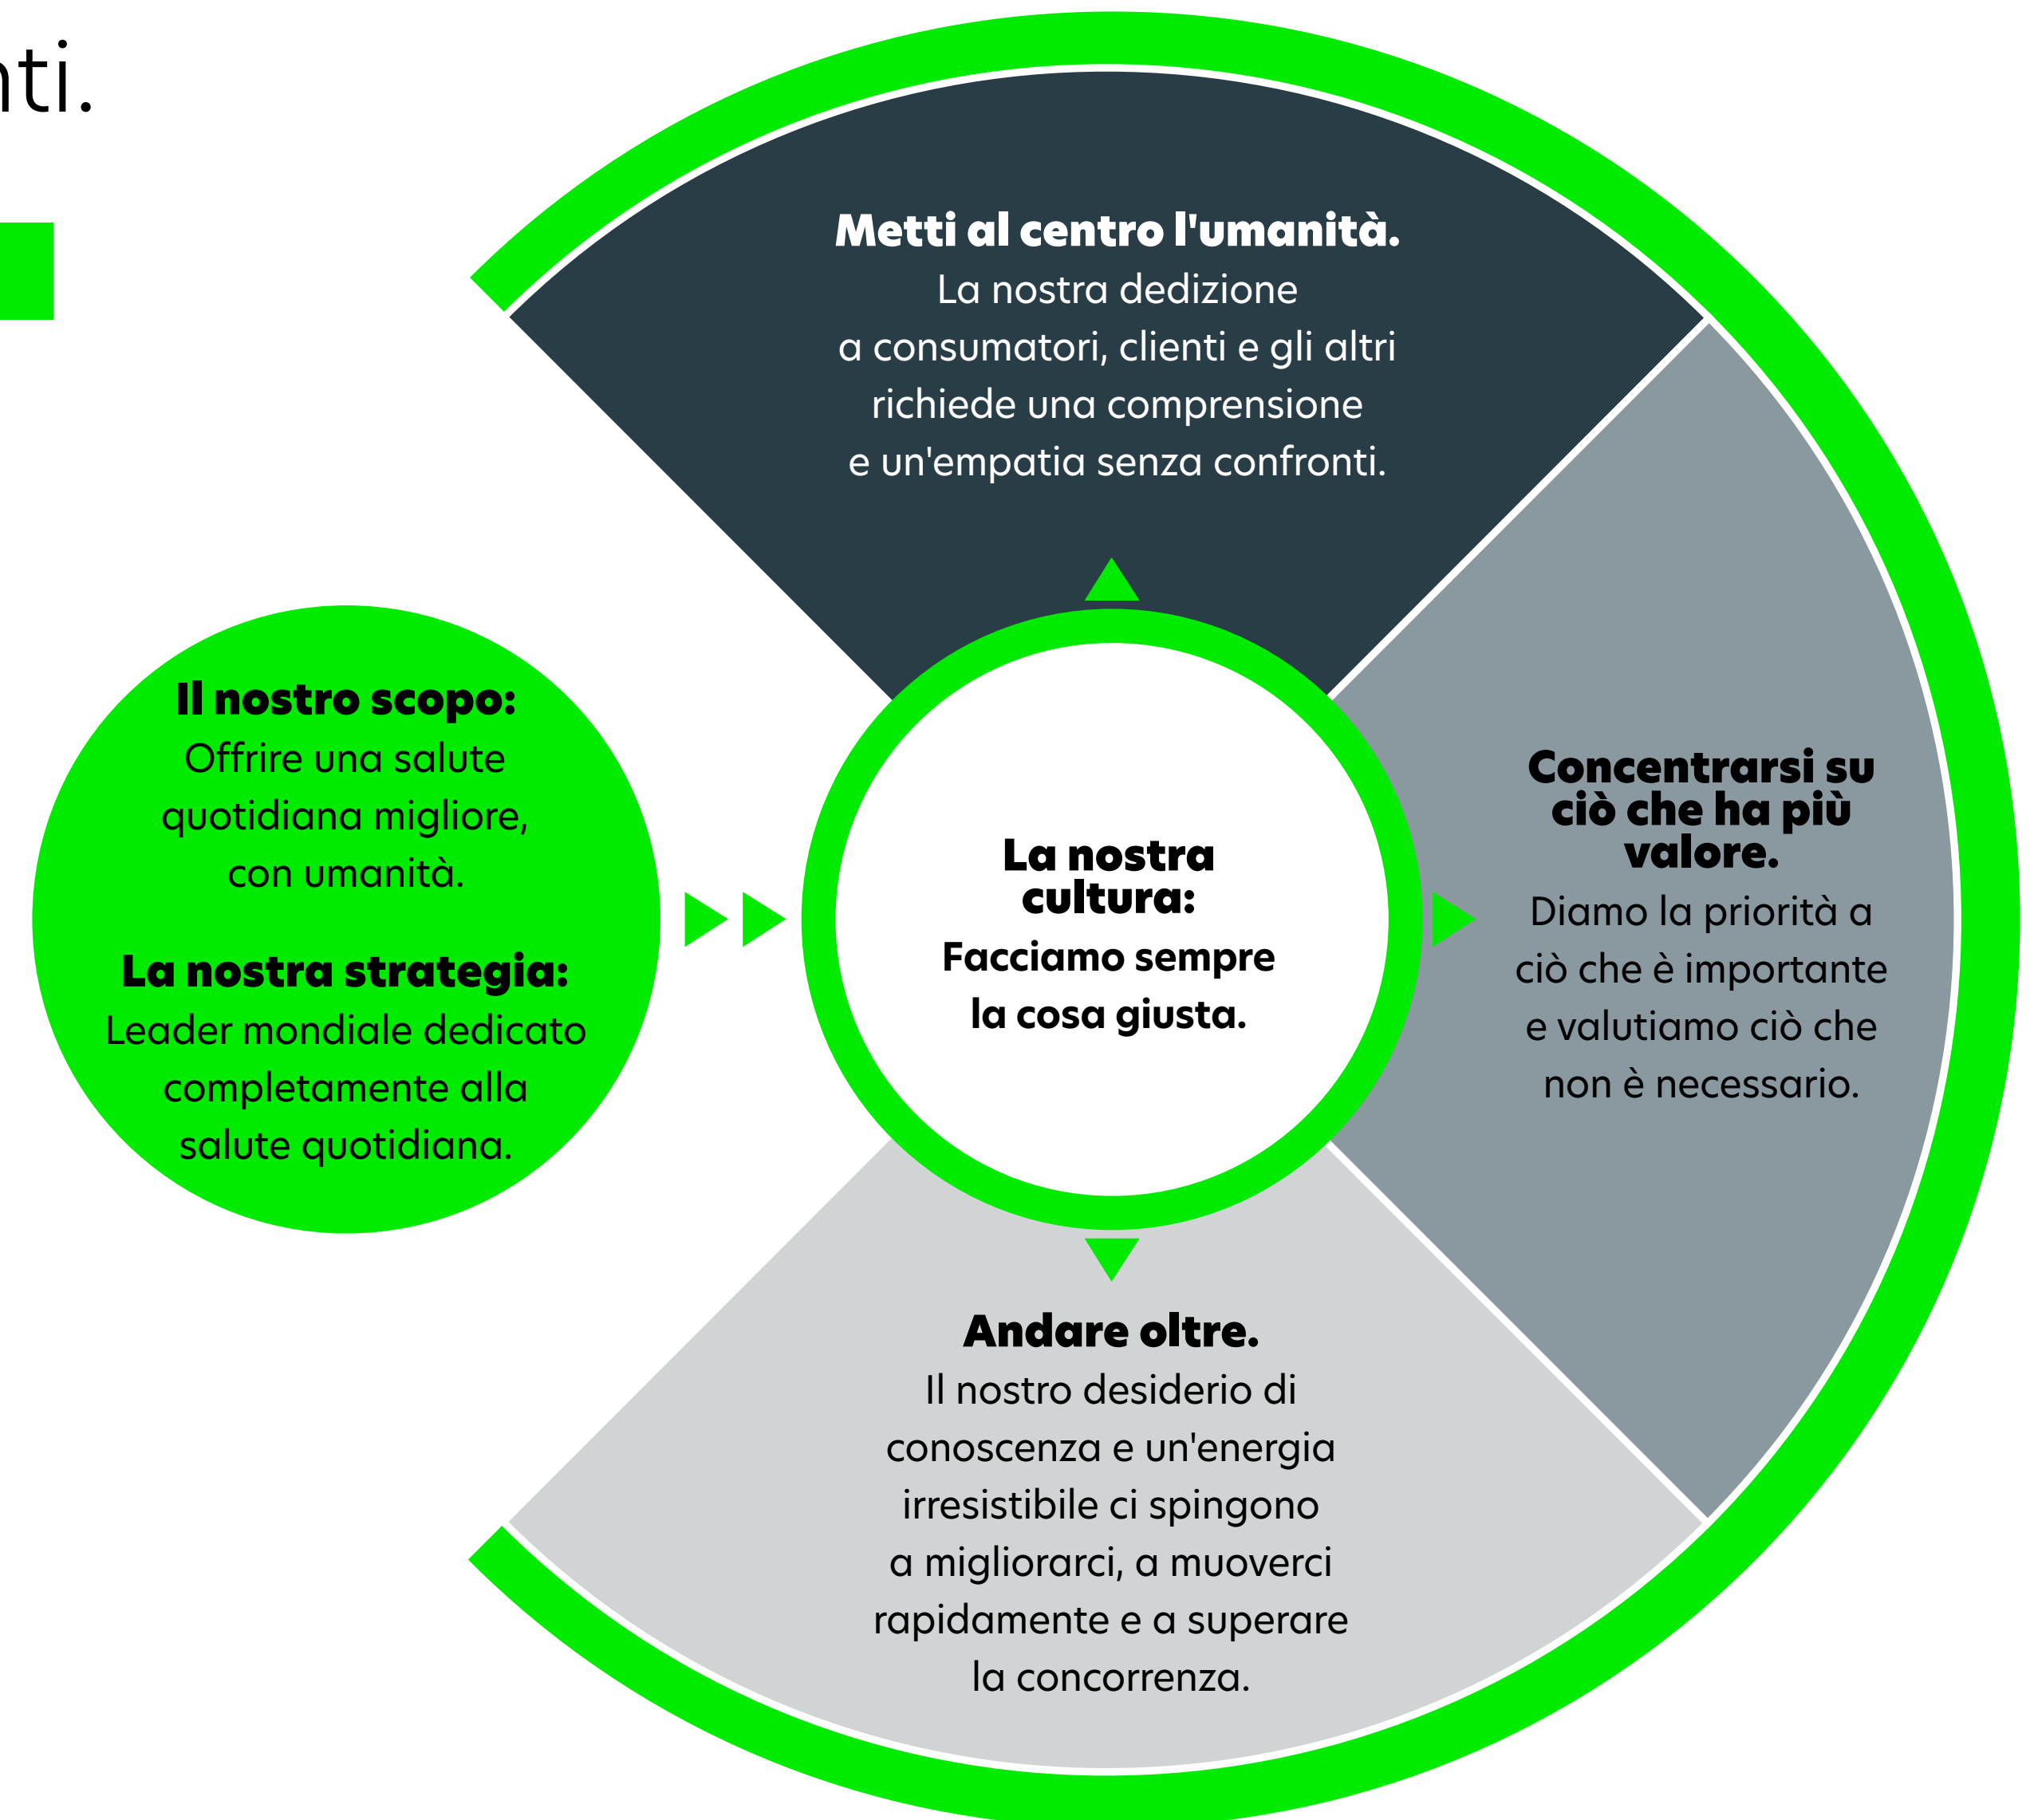 nti.
Metti al centro l'umanità.
La nostra dedizione
a consumatori, clienti e gli altri
richiede una comprensione
e un'empatia senza confronti.
Il nostro scopo:
Offrire una salute
quotidiana migliore,
con umanità.
La nostra strategia:
Leader mondiale dedicato
completamente alla
salute quotidiana.
La nostra
cultura:
Facciamo sempre
la cosa giusta.
Concentrarsi su
ciò che ha più
valore.
Diamo la priorità a
ciò che è importante
e valutiamo ciò che
non è necessario.
Andare oltre.
Il nostro desiderio di
conoscenza e un'energia
irresistibile ci spingono
a migliorarci, a muoverci
rapidamente e a superare
la concorrenza.